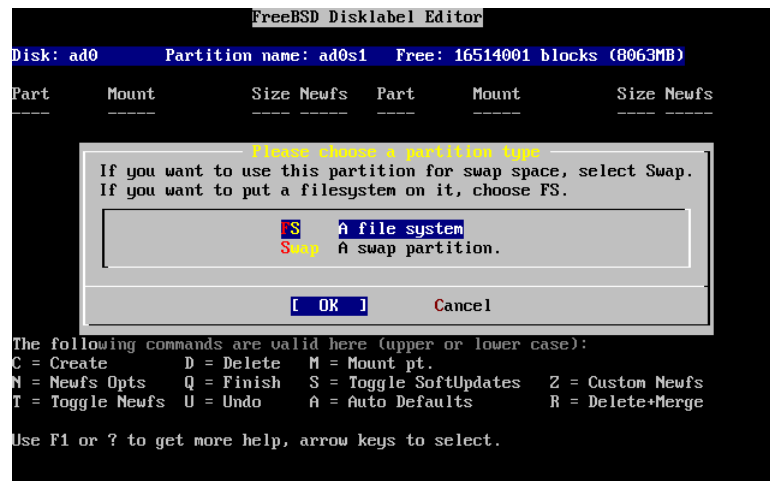 FreeBSD Disklabel Editor
Disk: ad0 Partition name: ad0s1 Free: 16514001 blocks (8063MB)
Part Mount Size Newfs Part Mount Size Newfs
---- ----- ---- ----- ---- ----- ---- -----
Please choose a partition type
If you want to use this partition for swap space, select Swap.
If you want to put a filesystem on it, choose FS.
FS A file system
Swap A swap partition.
[ OK ] Cancel
The following commands are valid here (upper or lower case):
C = Create D = Delete M = Mount pt.
N = Newfs Opts Q = Finish S = Toggle SoftUpdates Z = Custom Newfs
T = Toggle Newfs U = Undo A = Auto Defaults R = Delete+Merge
Use F1 or ? to get more help, arrow keys to select.